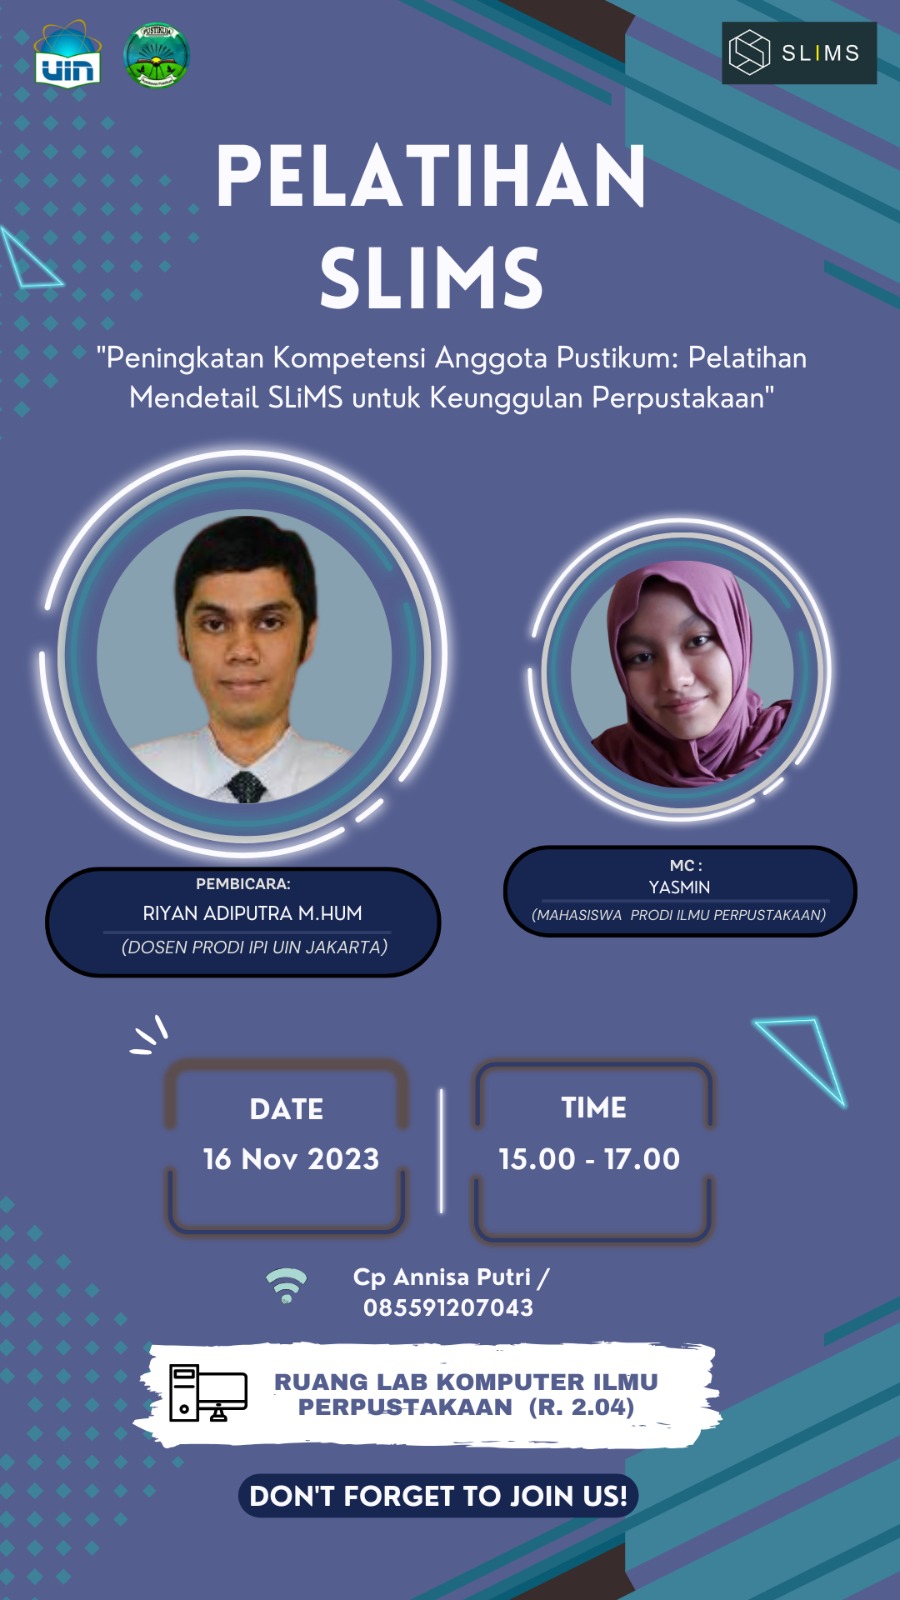 uin
PUSTIKUM
SLIMS
PELATIHAN
SLIMS
"Peningkatan Kompetensi Anggota Pustikum: Pelatihan
Mendetail SLiMS untuk Keunggulan Perpustakaan"
PEMBICARA:
RIYAN ADIPUTRA M.HUM
(DOSEN PRODI IPI UIN JAKARTA)
MC :
YASMIN
(MAHASISWA PRODI ILMU PERPUSTAKAAN)
DATE
16 Nov 2023
TIME
15.00 - 17.00
Cp Annisa Putri /
085591207043
RUANG LAB KOMPUTER ILMU
PERPUSTAKAAN (R. 2.04)
DON'T FORGET TO JOIN US!